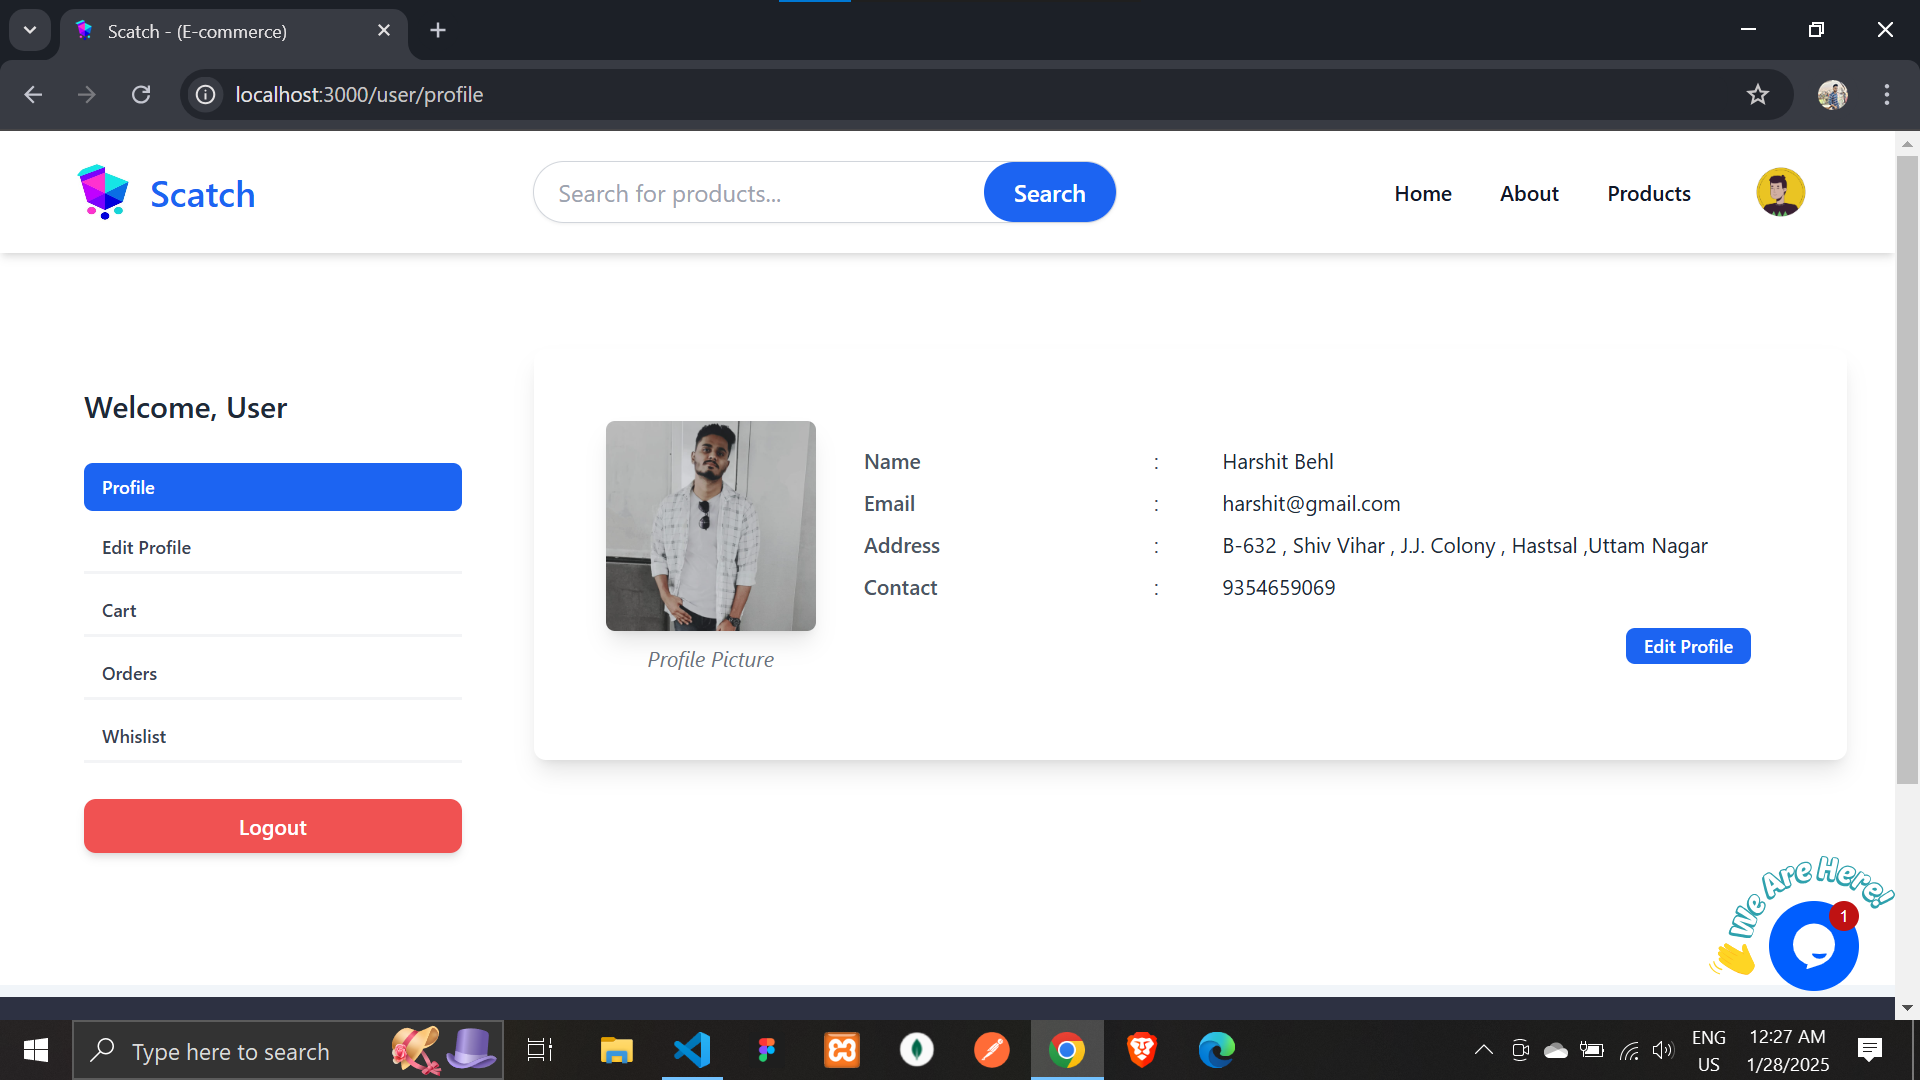 Scatch - (E-commerce)
localhost:3000/user/profile
Scatch
Search for products...
Search
Home
About
Products
Welcome, User
Profile
Edit Profile
Cart
Orders
Whislist
Logout
Profile Picture
Name : Harshit Behl
Email : harshit@gmail.com
Address : B-632 , Shiv Vihar , J.J. Colony , Hastsal ,Uttam Nagar
Contact : 9354659069
Edit Profile
We Are Here!
1
Type here to search
ENG
US
12:27 AM
1/28/2025